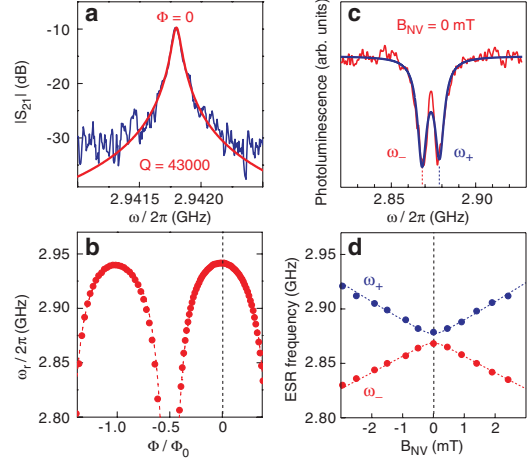 a
Φ = 0
Q = 43000
|S21| (dB)
-10
-20
-30
2.9415 2.9420
ω / 2π (GHz)
c
B_NV = 0 mT
ω− ω+
Photoluminescence (arb. units)
2.85 2.90
ω / 2π (GHz)
b
ωr / 2π (GHz)
2.95
2.90
2.85
2.80
-1.0 -0.5 0
Φ / Φ0
d
ω+
ω−
ESR frequency (GHz)
2.95
2.90
2.85
2.80
-2 -1 0 1 2
B_NV (mT)